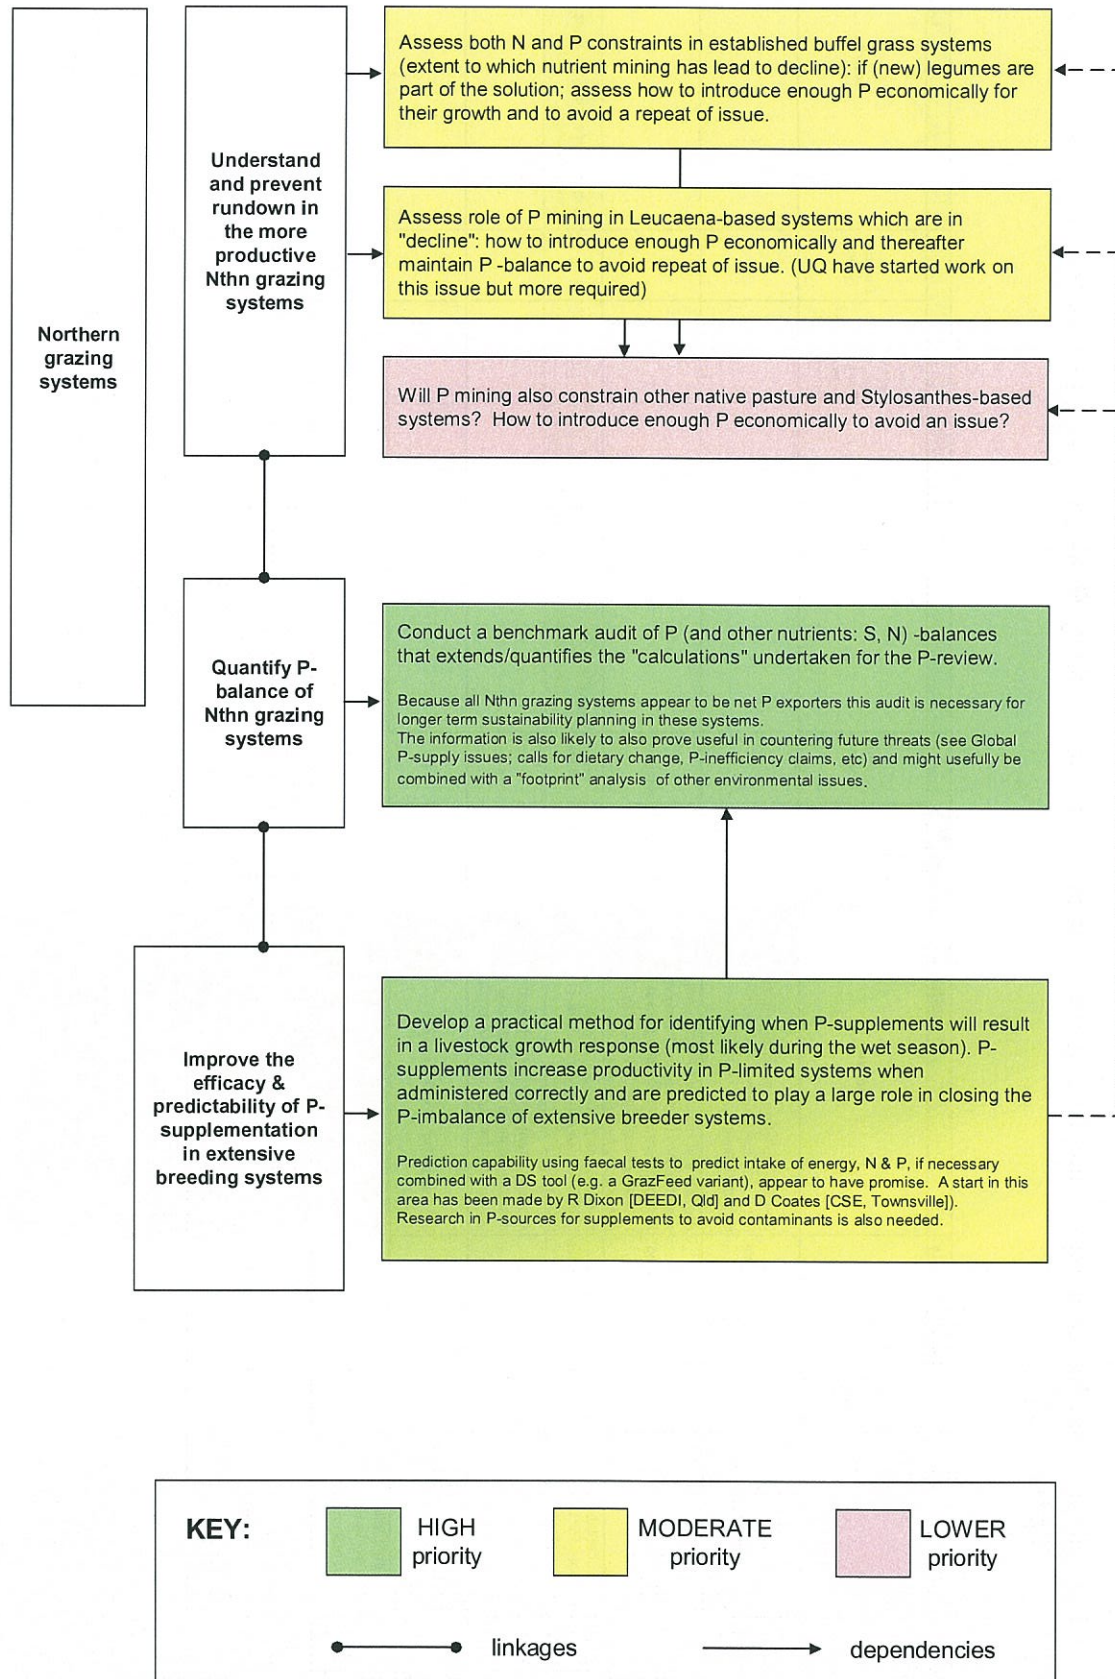 Northern
grazing
systems
Understand
and prevent
rundown in
the more
productive
Nthn grazing
systems
Assess both N and P constraints in established buffel grass systems
(extent to which nutrient mining has lead to decline): if (new) legumes are
part of the solution; assess how to introduce enough P economically for
their growth and to avoid a repeat of issue.
Assess role of P mining in Leucaena-based systems which are in
"decline": how to introduce enough P economically and thereafter
maintain P -balance to avoid repeat of issue. (UQ have started work on
this issue but more required)
Will P mining also constrain other native pasture and Stylosanthes-based
systems? How to introduce enough P economically to avoid an issue?
Quantify P-
balance of
Nthn grazing
systems
Conduct a benchmark audit of P (and other nutrients: S, N) -balances
that extends/quantifies the "calculations" undertaken for the P-review.
Because all Nthn grazing systems appear to be net P exporters this audit is necessary for
longer term sustainability planning in these systems.
The information is also likely to also prove useful in countering future threats (see Global
P-supply issues; calls for dietary change, P-inefficiency claims, etc) and might usefully be
combined with a "footprint" analysis of other environmental issues.
Improve the
efficacy &
predictability of P-
supplementation
in extensive
breeding systems
Develop a practical method for identifying when P-supplements will result
in a livestock growth response (most likely during the wet season). P-
supplements increase productivity in P-limited systems when
administered correctly and are predicted to play a large role in closing the
P-imbalance of extensive breeder systems.
Prediction capability using faecal tests to predict intake of energy, N & P, if necessary
combined with a DS tool (e.g. a GrazFeed variant), appear to have promise. A start in this
area has been made by R Dixon [DEEDI, Qld] and D Coates [CSE, Townsville]).
Research in P-sources for supplements to avoid contaminants is also needed.
KEY:
HIGH
priority
MODERATE
priority
LOWER
priority
linkages
dependencies